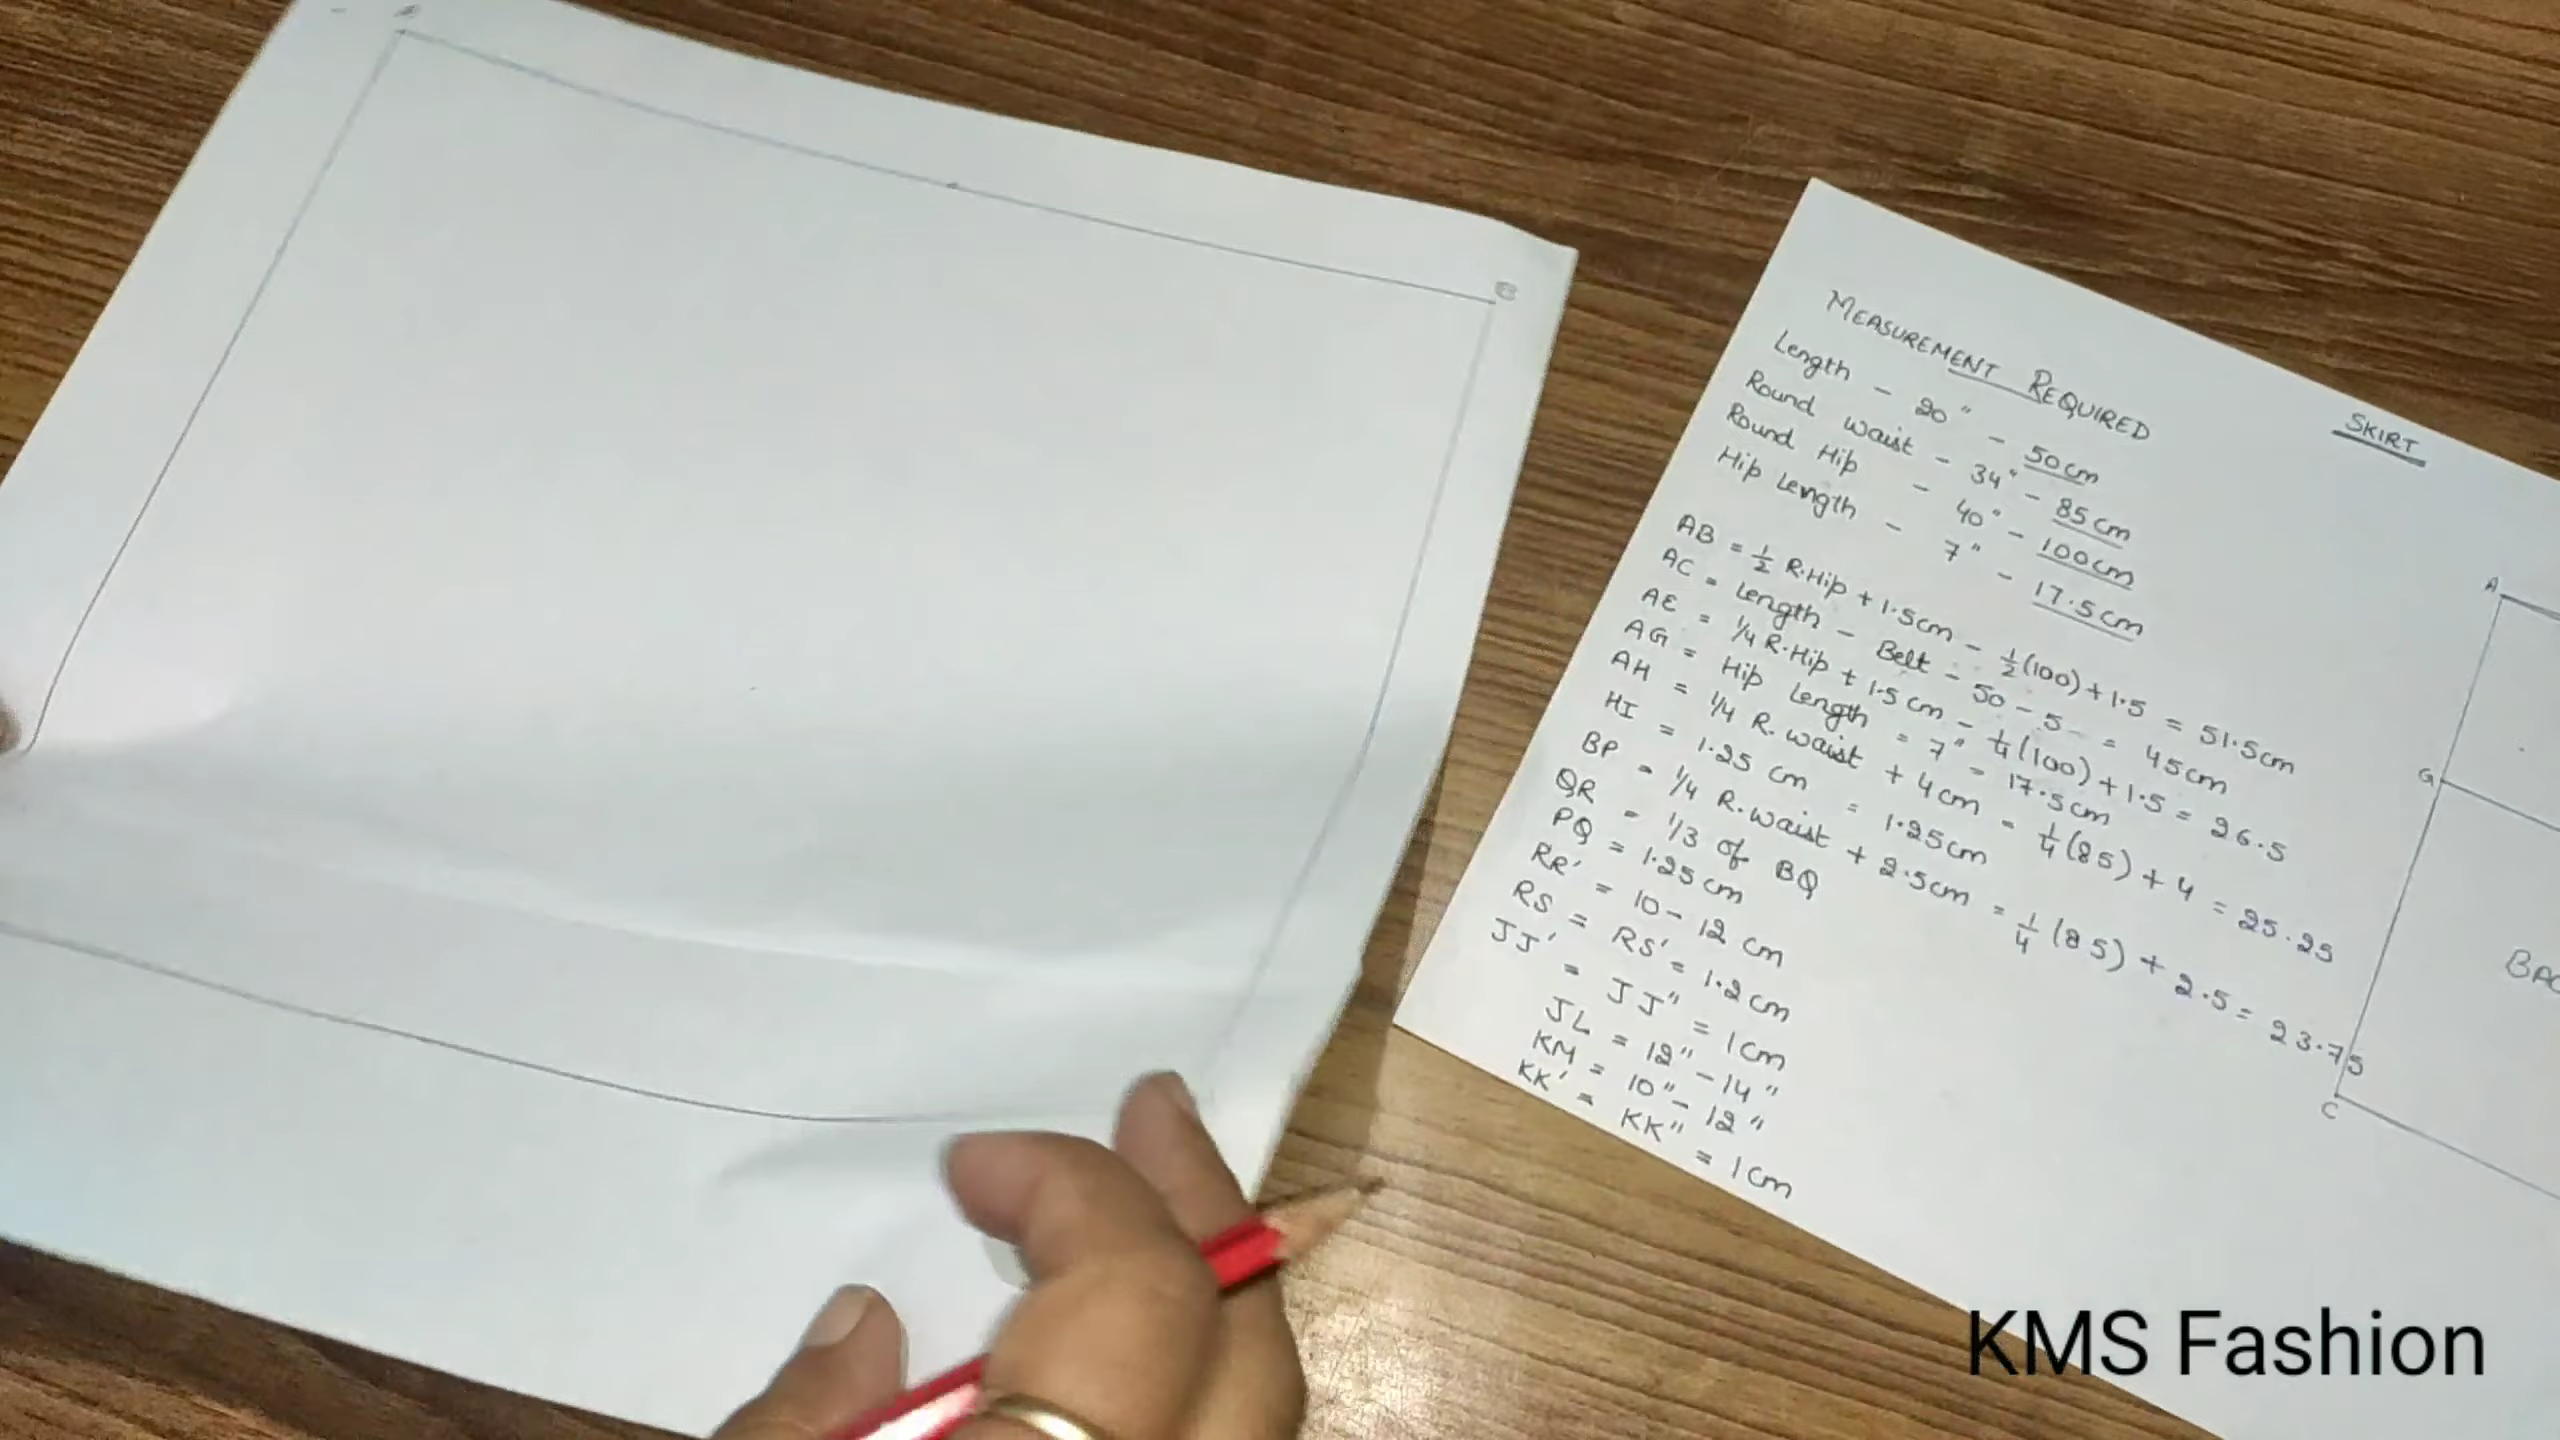 A
B
MEASUREMENT REQUIRED
Length - 20" - 50cm
Round waist - 34" - 85cm
Round Hip - 40" - 100cm
Hip Length - 7" - 17.5cm
AB = 1/2 R.Hip + 1.5cm - 1/2(100) + 1.5 = 51.5cm
AC = Length - Belt - 50 - 5 = 45cm
AE = 1/4 R.Hip + 1.5cm - 1/4(100) + 1.5 = 26.5
AG = Hip Length = 7" - 17.5cm
AH = 1/4 R.waist + 4cm - 1/4(85) + 4 = 25.25
HI = 1.25 cm = 1.25cm
BP = 1/4 R.waist + 2.5cm = 1/4(85) + 2.5 = 23.75
QR = 1/3 of BQ
PQ = 1.25cm
RR' = 10-12 cm
RS = RS' = 1.2cm
JJ' = JJ" = 1cm
JL = 12" - 14"
KM = 10" - 12"
KK' = KK" = 1cm
SKIRT
A
G
C
KMS Fashion